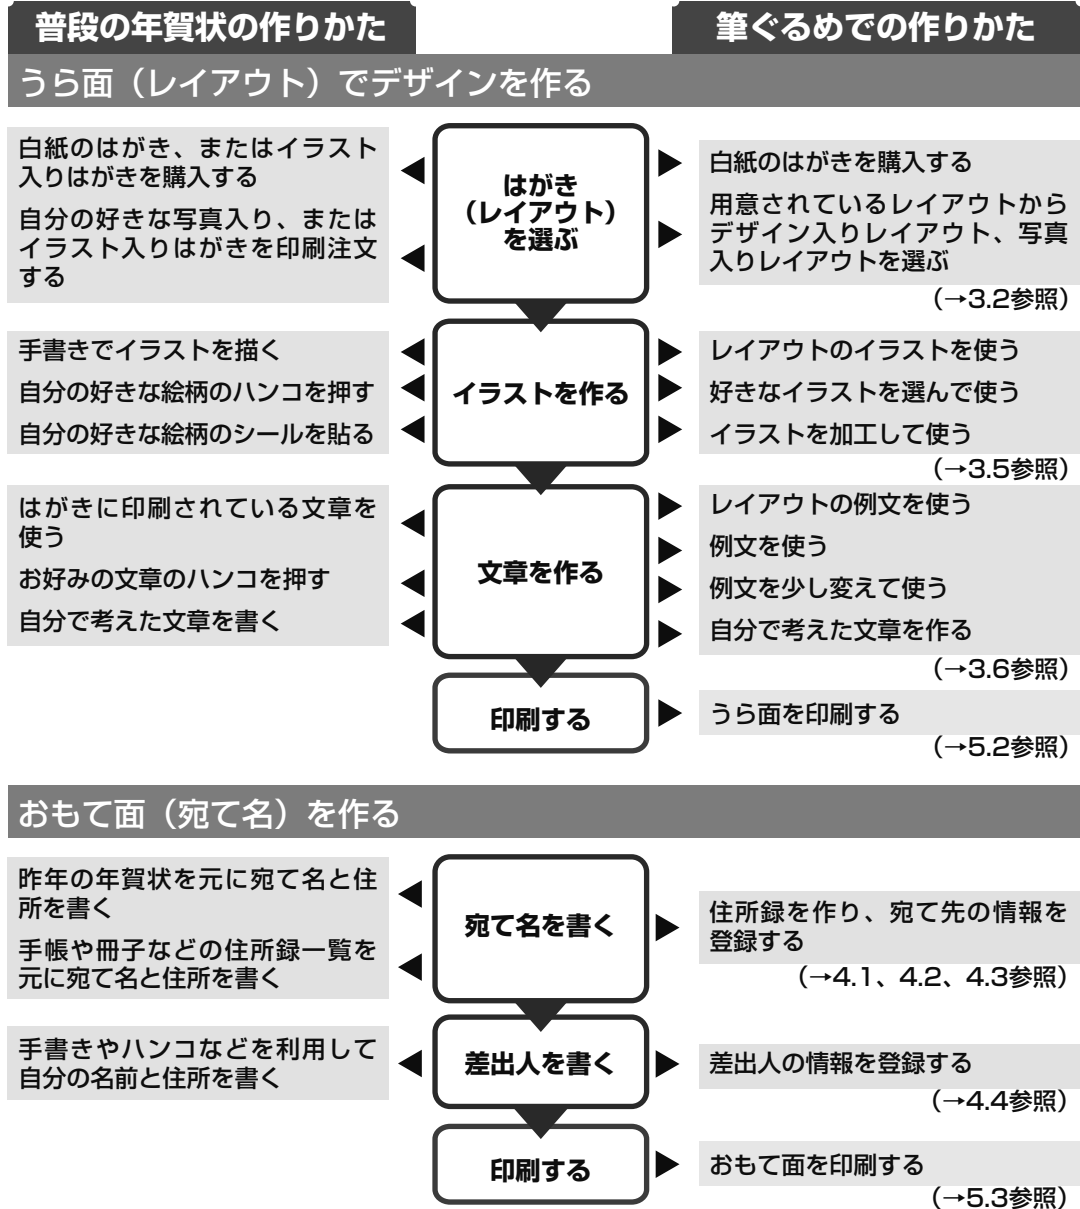 普段の年賀状の作りかた
筆ぐるめでの作りかた
うら面（レイアウト）でデザインを作る
白紙のはがき、またはイラスト
入りはがきを購入する
自分の好きな写真入り、または
イラスト入りはがきを印刷注文
する
はがき
（レイアウト）
を選ぶ
白紙のはがきを購入する
用意されているレイアウトから
デザイン入りレイアウト、写真
入りレイアウトを選ぶ
（→3.2参照）
手書きでイラストを描く
自分の好きな絵柄のハンコを押す
自分の好きな絵柄のシールを貼る
イラストを作る
レイアウトのイラストを使う
好きなイラストを選んで使う
イラストを加工して使う
（→3.5参照）
はがきに印刷されている文章を
使う
お好みの文章のハンコを押す
自分で考えた文章を書く
文章を作る
レイアウトの例文を使う
例文を使う
例文を少し変えて使う
自分で考えた文章を作る
（→3.6参照）
印刷する
うら面を印刷する
（→5.2参照）
おもて面（宛て名）を作る
昨年の年賀状を元に宛て名と住
所を書く
手帳や冊子などの住所録一覧を
元に宛て名と住所を書く
宛て名を書く
住所録を作り、宛て先の情報を
登録する
（→4.1、4.2、4.3参照）
手書きやハンコなどを利用して
自分の名前と住所を書く
差出人を書く
差出人の情報を登録する
（→4.4参照）
印刷する
おもて面を印刷する
（→5.3参照）